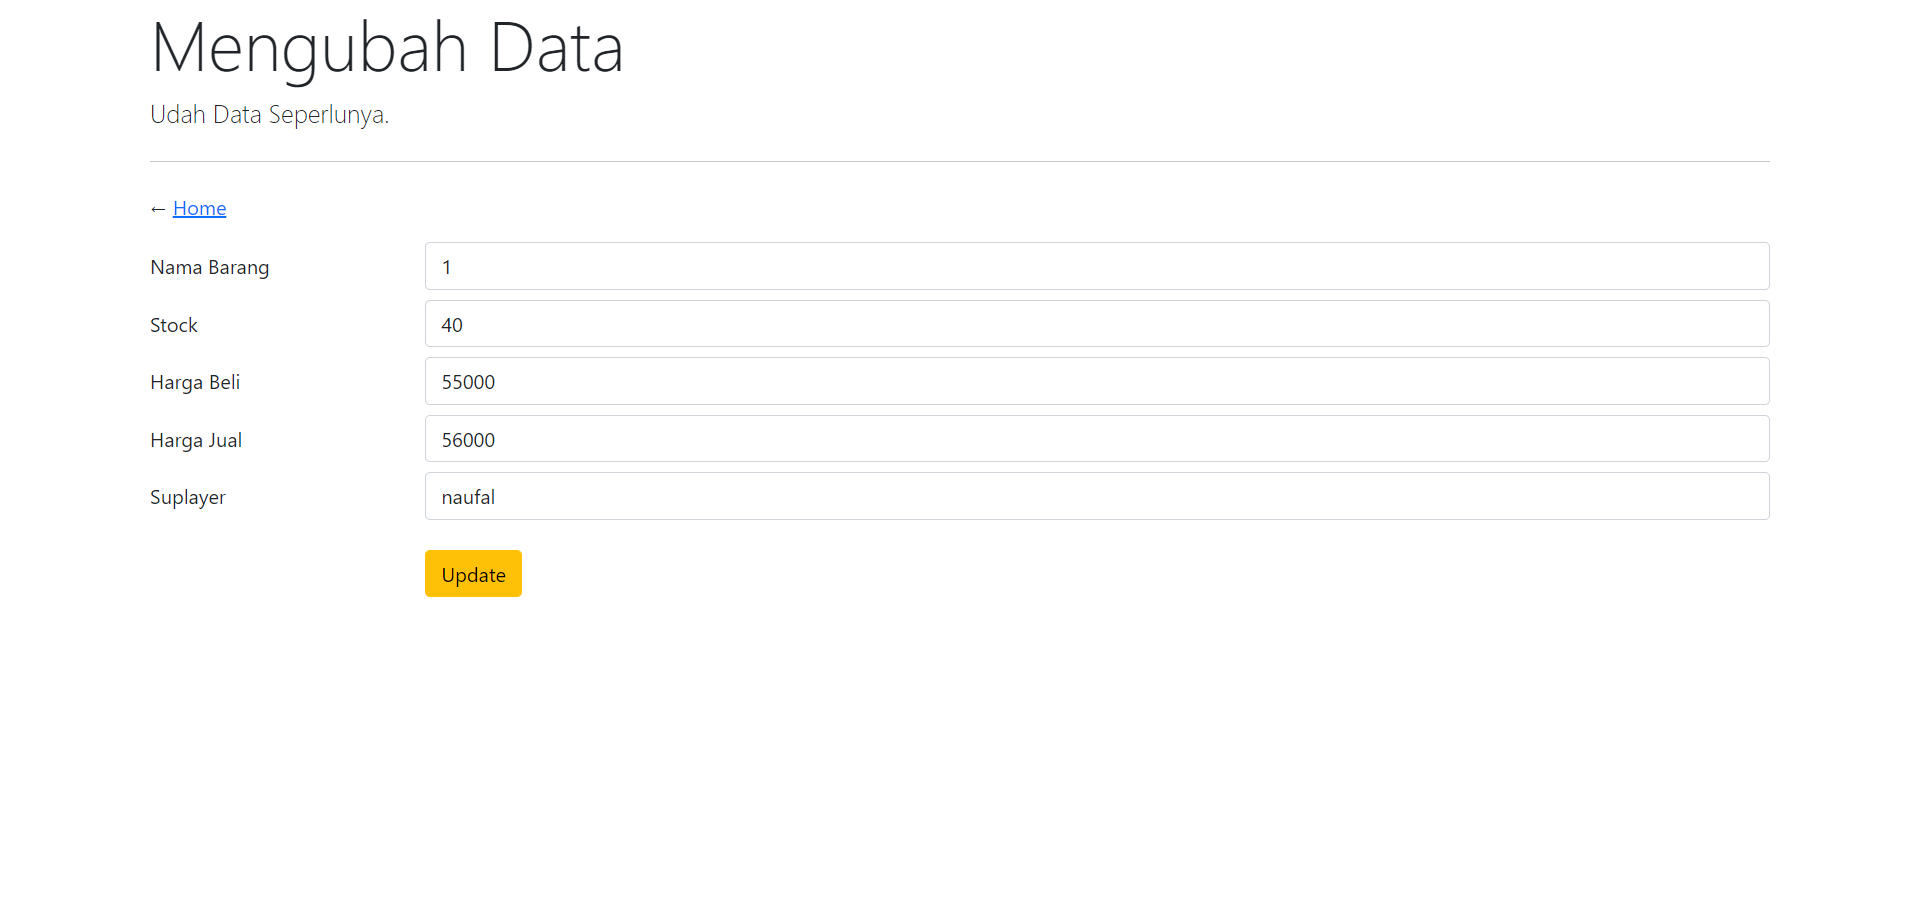 Mengubah Data
Udah Data Seperlunya.
← Home
Nama Barang 1
Stock 40
Harga Beli 55000
Harga Jual 56000
Suplayer naufal
Update